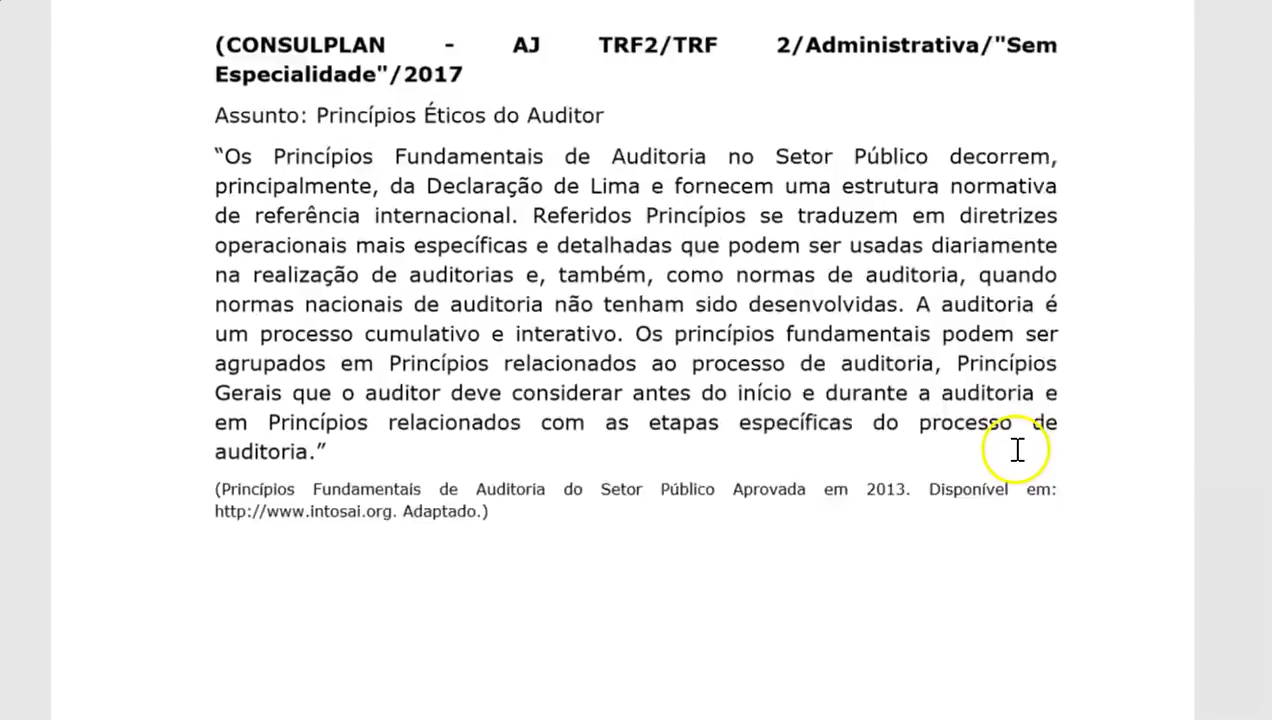 (CONSULPLAN - AJ TRF2/TRF 2/Administrativa/"Sem
Especialidade"/2017
Assunto: Princípios Éticos do Auditor
“Os Princípios Fundamentais de Auditoria no Setor Público decorrem,
principalmente, da Declaração de Lima e fornecem uma estrutura normativa
de referência internacional. Referidos Princípios se traduzem em diretrizes
operacionais mais específicas e detalhadas que podem ser usadas diariamente
na realização de auditorias e, também, como normas de auditoria, quando
normas nacionais de auditoria não tenham sido desenvolvidas. A auditoria é
um processo cumulativo e interativo. Os princípios fundamentais podem ser
agrupados em Princípios relacionados ao processo de auditoria, Princípios
Gerais que o auditor deve considerar antes do início e durante a auditoria e
em Princípios relacionados com as etapas específicas do processo de
auditoria.”
(Princípios Fundamentais de Auditoria do Setor Público Aprovada em 2013. Disponível em:
http://www.intosai.org. Adaptado.)